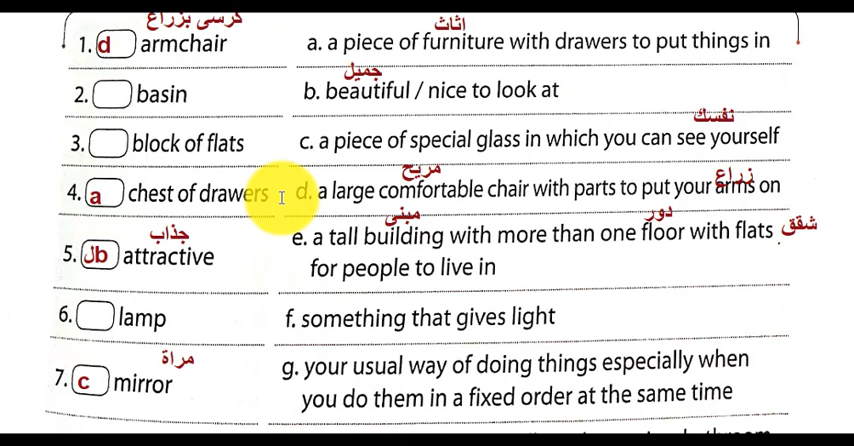 كرسى بزراع
اثاث
1. d armchair a. a piece of furniture with drawers to put things in
جميل
2. basin b. beautiful / nice to look at
نفسك
3. block of flats c. a piece of special glass in which you can see yourself
مريح
زراع
4. a chest of drawers d. a large comfortable chair with parts to put your arms on
مبنى
دور
شقق
جذاب
5. لb attractive e. a tall building with more than one floor with flats
for people to live in
6. lamp f. something that gives light
مراة
7. c mirror g. your usual way of doing things especially when
you do them in a fixed order at the same time